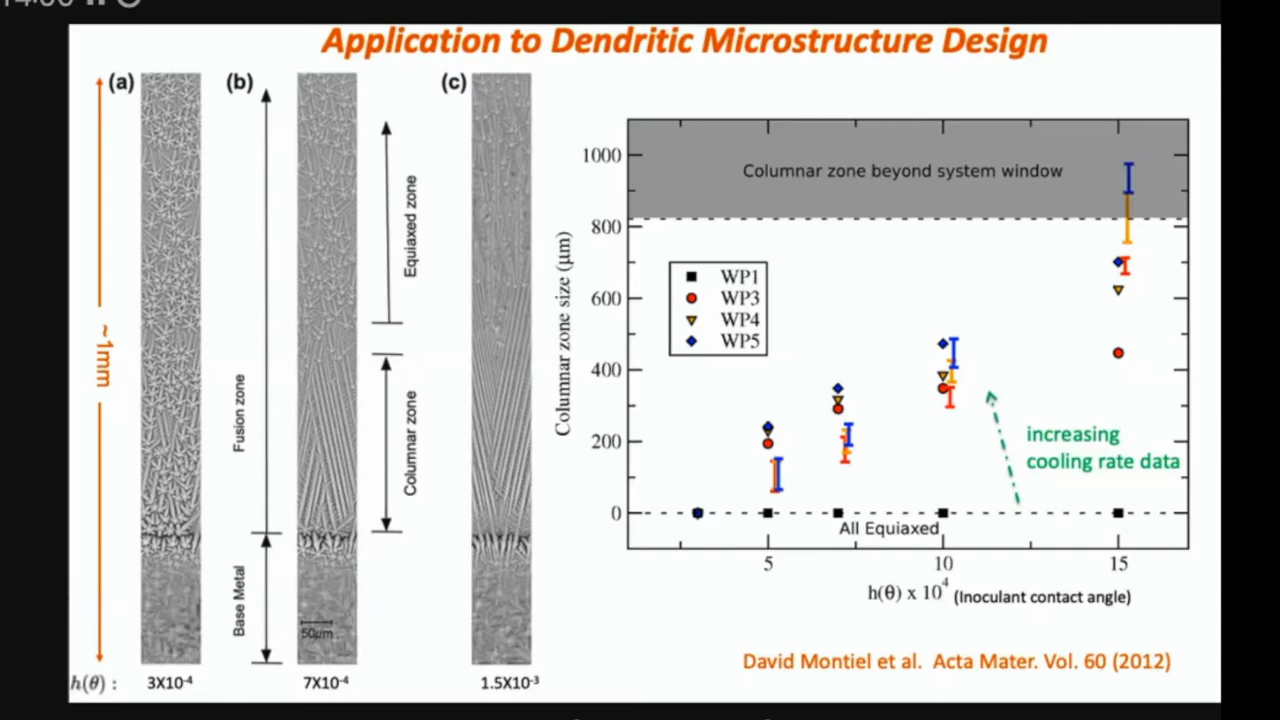 Application to Dendritic Microstructure Design
(a)
(b)
(c)
~1mm
Fusion zone
Base Metal
Equiaxed zone
Columnar zone
50μm
h(θ) :
3X10-4
7X10-4
1.5X10-3
Columnar zone size (μm)
1000
800
600
400
200
0
Columnar zone beyond system window
WP1
WP3
WP4
WP5
increasing
cooling rate data
All Equiaxed
5
10
15
h(θ) x 10^4 (Inoculant contact angle)
David Montiel et al. Acta Mater. Vol. 60 (2012)